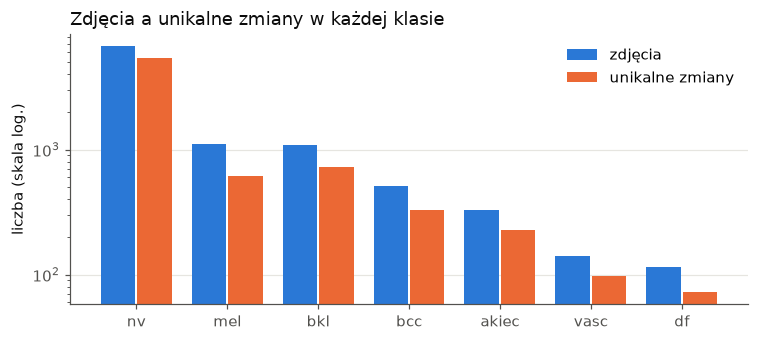 Zdjęcia a unikalne zmiany w każdej klasie
zdjęcia
unikalne zmiany
liczba (skala log.)
10³
10²
nv mel bkl bcc akiec vasc df